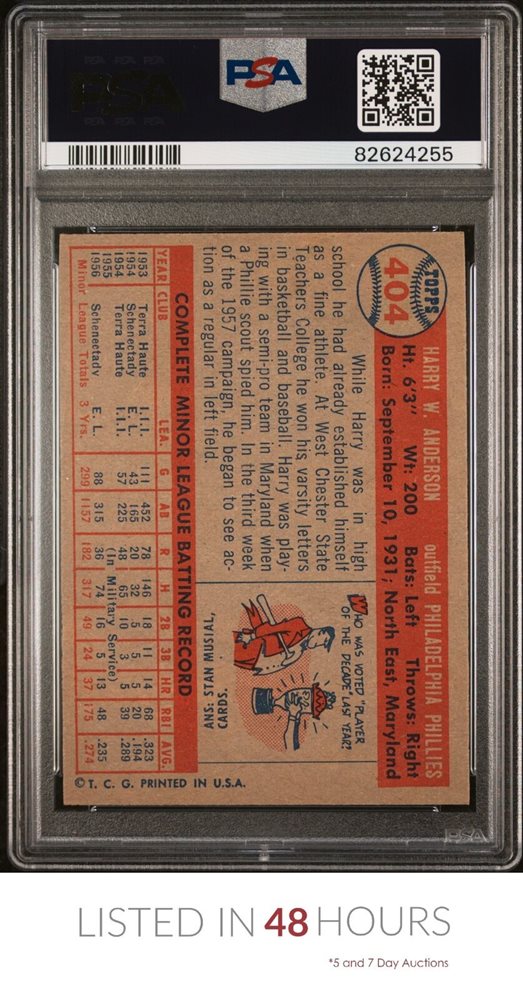 PSA
PSA
82624255
TOPPS
404
HARRY W. ANDERSON outfield PHILADELPHIA PHILLIES
Ht. 6'3" Wt: 200 Bats: Left Throws: Right
Born: September 10, 1931; North East, Maryland
While Harry was in high
school he had already established himself
as a fine athlete. At West Chester State
Teachers College he won his varsity letters
in basketball and baseball. Harry was play-
ing with a semi-pro team in Maryland when
a Phillie scout spied him. In the third week
of the 1957 campaign, he began to see ac-
tion as a regular in left field.
WHO WAS VOTED "PLAYER
OF THE DECADE" LAST YEAR?
ANS: STAN MUSIAL,
CARDS.
COMPLETE MINOR LEAGUE BATTING RECORD
YEAR CLUB LEA. G AB R H 2B 3B HR RBI AVG.
1953 Terra Haute I.I.I. 111 452 78 146 18 11 14 68 .323
1954 Schenectady E. L. 43 165 20 32 5 5 5 20 .194
1954 Terra Haute I.I.I. 57 225 48 65 10 3 5 39 .289
1955 (In Military Service)
1956 Schenectady E. L. 88 315 36 74 16 5 13 48 .235
Minor League Totals 3 Yrs. 299 1157 182 317 49 24 37 175 .274
© T. C. G. PRINTED IN U.S.A.
PSA
LISTED IN 48 HOURS
*5 and 7 Day Auctions